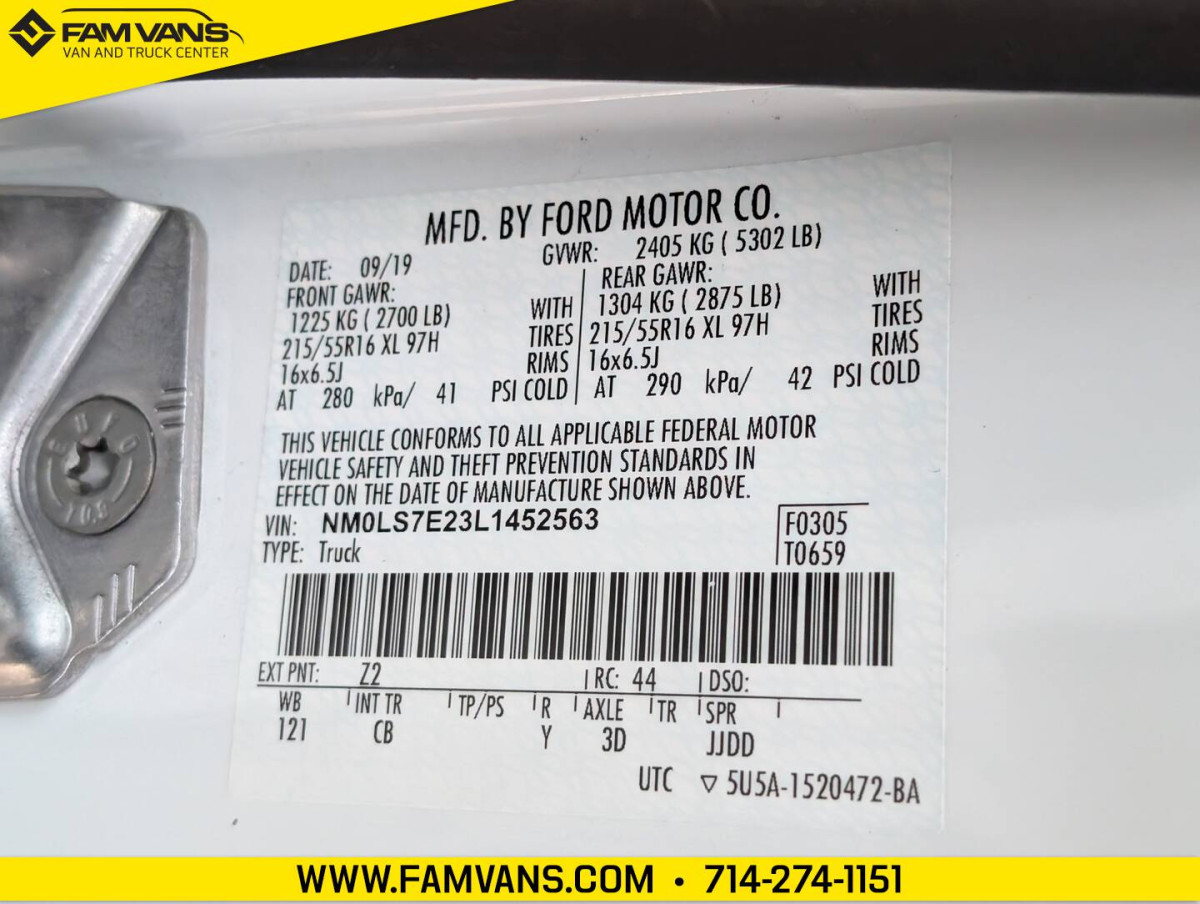 FAM VANS
VAN AND TRUCK CENTER
MFD. BY FORD MOTOR CO.
DATE: 09/19 GVWR: 2405 KG ( 5302 LB)
FRONT GAWR: REAR GAWR:
1225 KG ( 2700 LB) WITH 1304 KG ( 2875 LB) WITH
215/55R16 XL 97H TIRES 215/55R16 XL 97H TIRES
16x6.5J RIMS 16x6.5J RIMS
AT 280 kPa/ 41 PSI COLD AT 290 kPa/ 42 PSI COLD
THIS VEHICLE CONFORMS TO ALL APPLICABLE FEDERAL MOTOR
VEHICLE SAFETY AND THEFT PREVENTION STANDARDS IN
EFFECT ON THE DATE OF MANUFACTURE SHOWN ABOVE.
VIN: NM0LS7E23L1452563 F0305
TYPE: Truck T0659
EXT PNT: Z2 RC: 44 DSO:
WB INT TR TP/PS R AXLE TR SPR
121 CB Y 3D JJDD
UTC ▽ 5U5A-1520472-BA
WWW.FAMVANS.COM • 714-274-1151